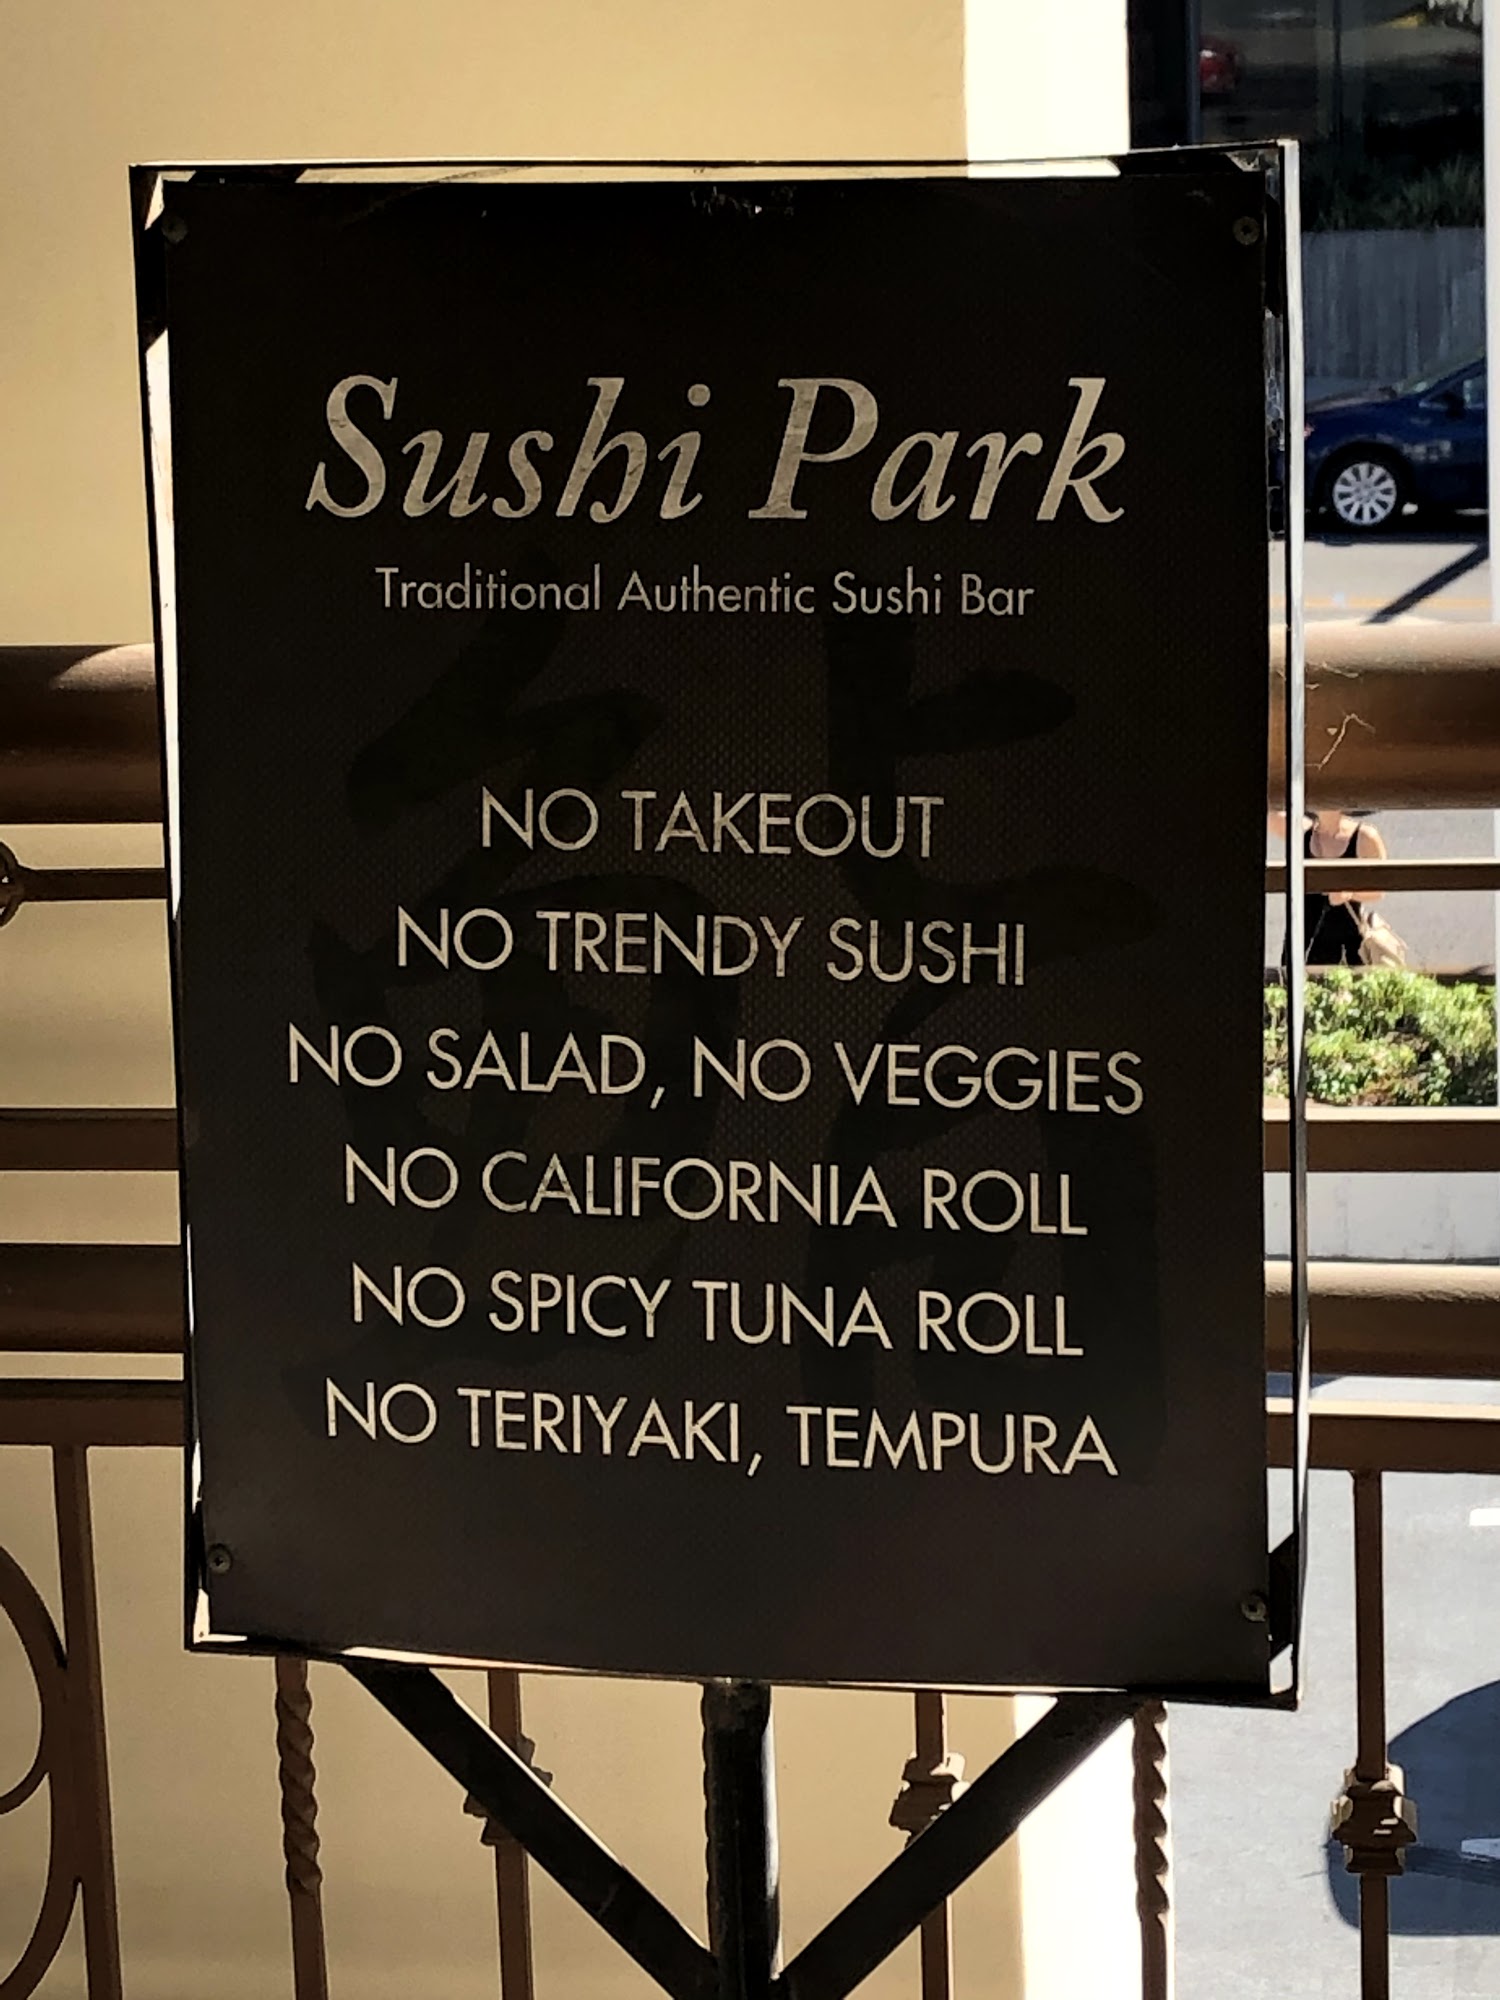 Sushi Park
Traditional Authentic Sushi Bar
NO TAKEOUT
NO TRENDY SUSHI
NO SALAD, NO VEGGIES
NO CALIFORNIA ROLL
NO SPICY TUNA ROLL
NO TERIYAKI, TEMPURA